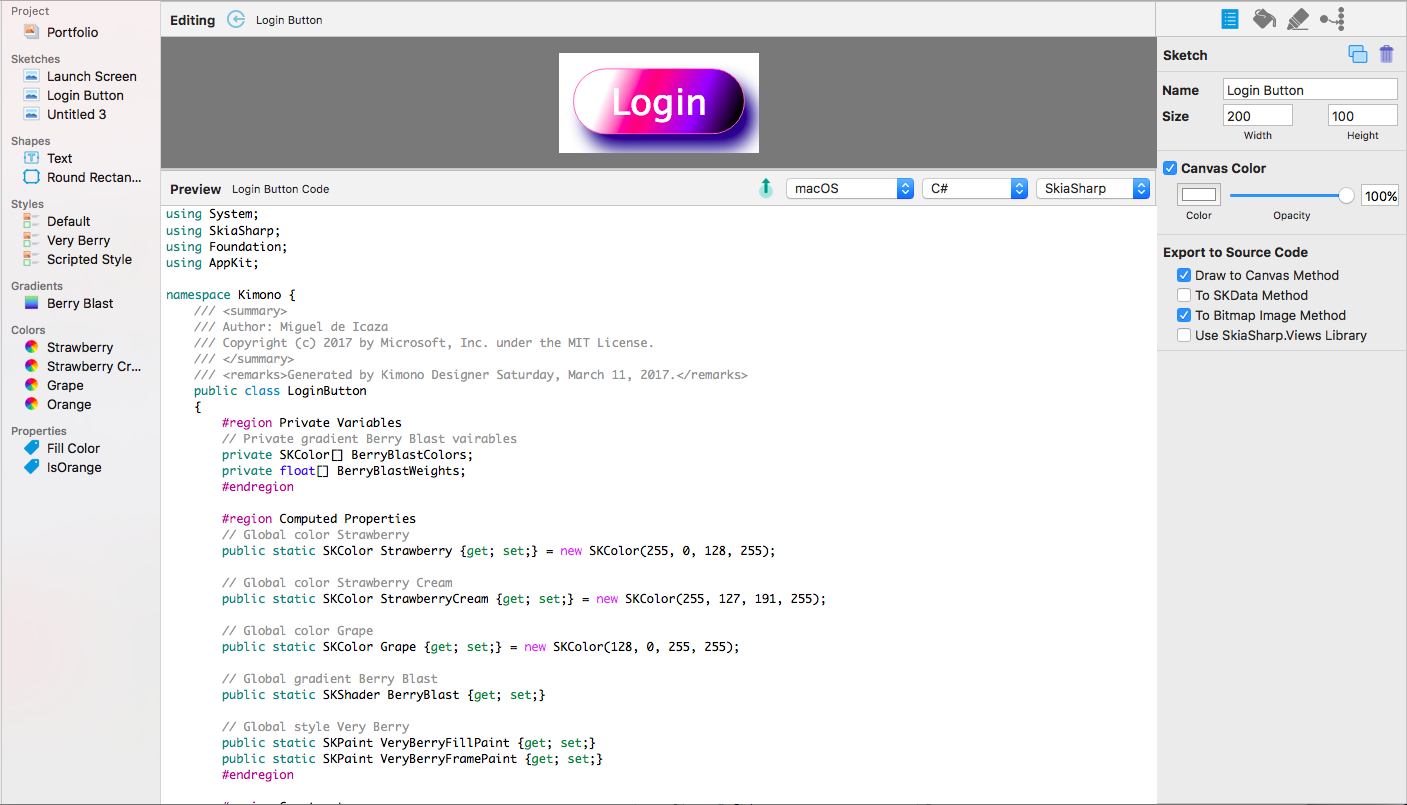 Project
Portfolio
Sketches
Launch Screen
Login Button
Untitled 3
Shapes
Text
Round Rectan...
Styles
Default
Very Berry
Scripted Style
Gradients
Berry Blast
Colors
Strawberry
Strawberry Cr...
Grape
Orange
Properties
Fill Color
IsOrange
Editing Login Button
Login
Preview Login Button Code macOS C# SkiaSharp
using System;
using SkiaSharp;
using Foundation;
using AppKit;
namespace Kimono {
/// <summary>
/// Author: Miguel de Icaza
/// Copyright (c) 2017 by Microsoft, Inc. under the MIT License.
/// </summary>
/// <remarks>Generated by Kimono Designer Saturday, March 11, 2017.</remarks>
public class LoginButton
{
#region Private Variables
// Private gradient Berry Blast vairables
private SKColor[] BerryBlastColors;
private float[] BerryBlastWeights;
#endregion
#region Computed Properties
// Global color Strawberry
public static SKColor Strawberry {get; set;} = new SKColor(255, 0, 128, 255);
// Global color Strawberry Cream
public static SKColor StrawberryCream {get; set;} = new SKColor(255, 127, 191, 255);
// Global color Grape
public static SKColor Grape {get; set;} = new SKColor(128, 0, 255, 255);
// Global gradient Berry Blast
public static SKShader BerryBlast {get; set;}
// Global style Very Berry
public static SKPaint VeryBerryFillPaint {get; set;}
public static SKPaint VeryBerryFramePaint {get; set;}
#endregion
Sketch
Name Login Button
Size 200 100
Width Height
Canvas Color
100%
Color Opacity
Export to Source Code
Draw to Canvas Method
To SKData Method
To Bitmap Image Method
Use SkiaSharp.Views Library